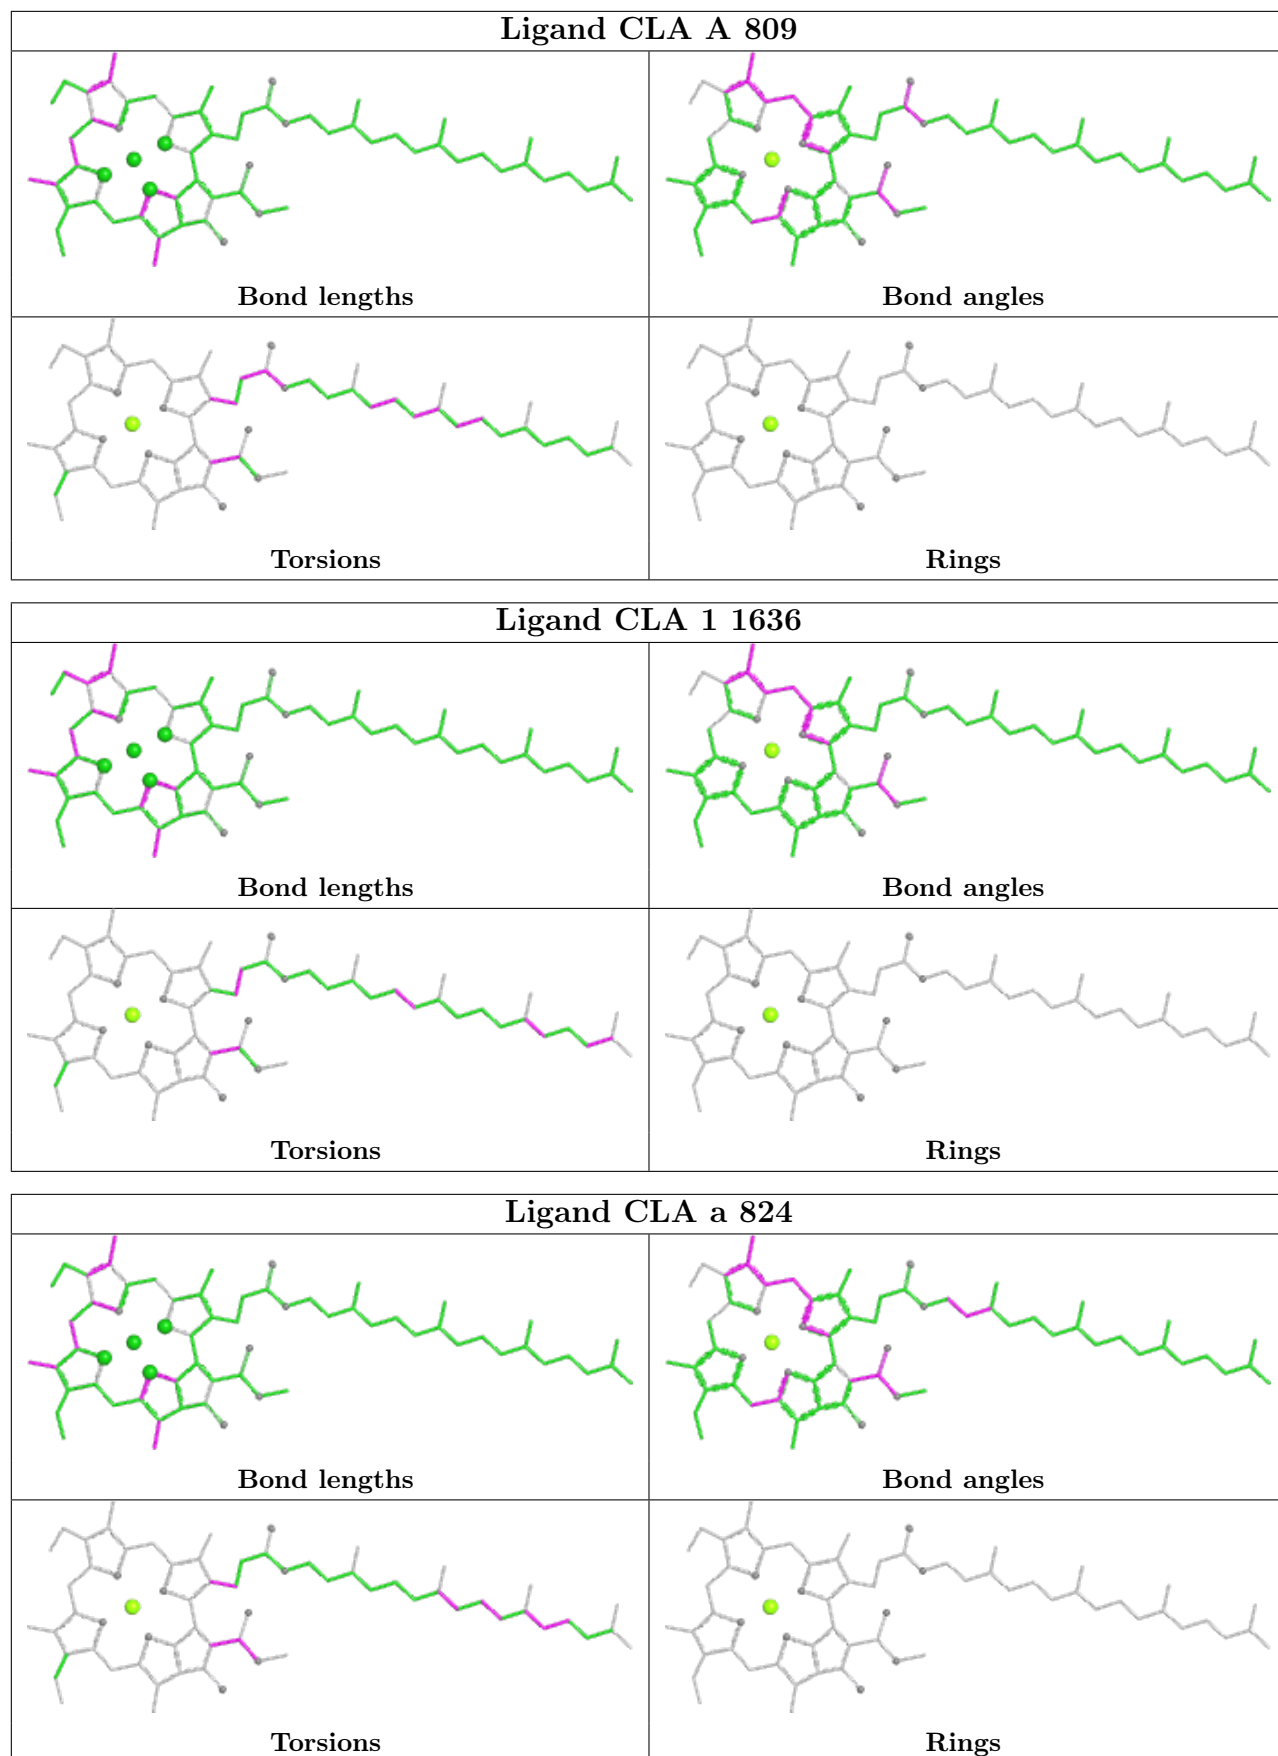 Ligand CLA A 809
Bond lengths
Bond angles
Torsions
Rings
Ligand CLA 1 1636
Bond lengths
Bond angles
Torsions
Rings
Ligand CLA a 824
Bond lengths
Bond angles
Torsions
Rings